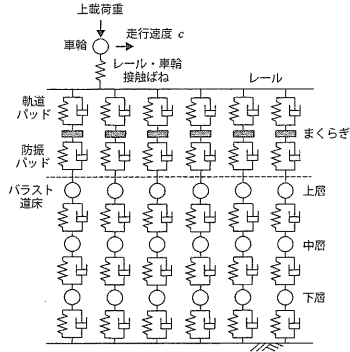 上載荷重
車輪
走行速度 c
レール・車輪
接触ばね
レール
軌道
パッド
まくらぎ
防振
パッド
バラスト
道床
上層
中層
下層